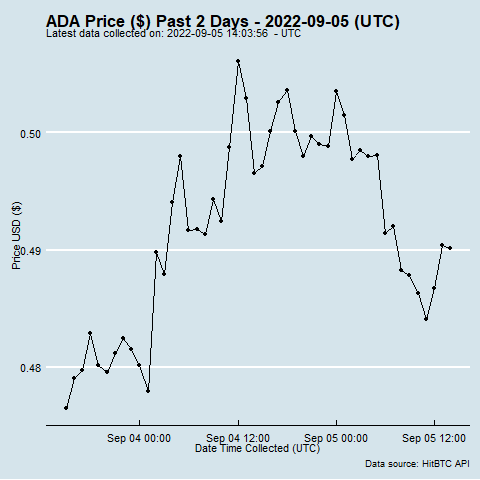 ADA Price ($) Past 2 Days - 2022-09-05 (UTC)
Latest data collected on: 2022-09-05 14:03:56 - UTC
0.50
0.49
0.48
Price USD ($)
Sep 04 00:00 Sep 04 12:00 Sep 05 00:00 Sep 05 12:00
Date Time Collected (UTC)
Data source: HitBTC API